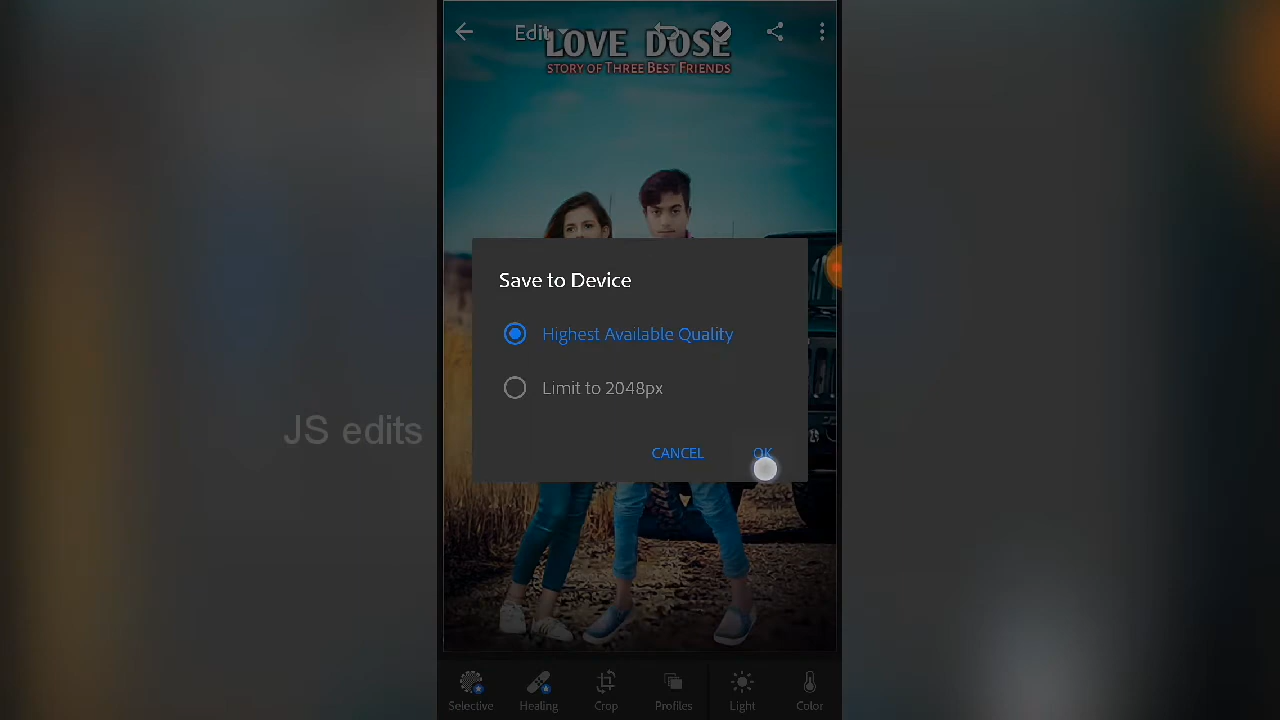 Edit
LOVE DOSE
STORY OF THREE BEST FRIENDS
Save to Device
Highest Available Quality
Limit to 2048px
JS edits
CANCEL OK
Selective Healing Crop Profiles Light Color